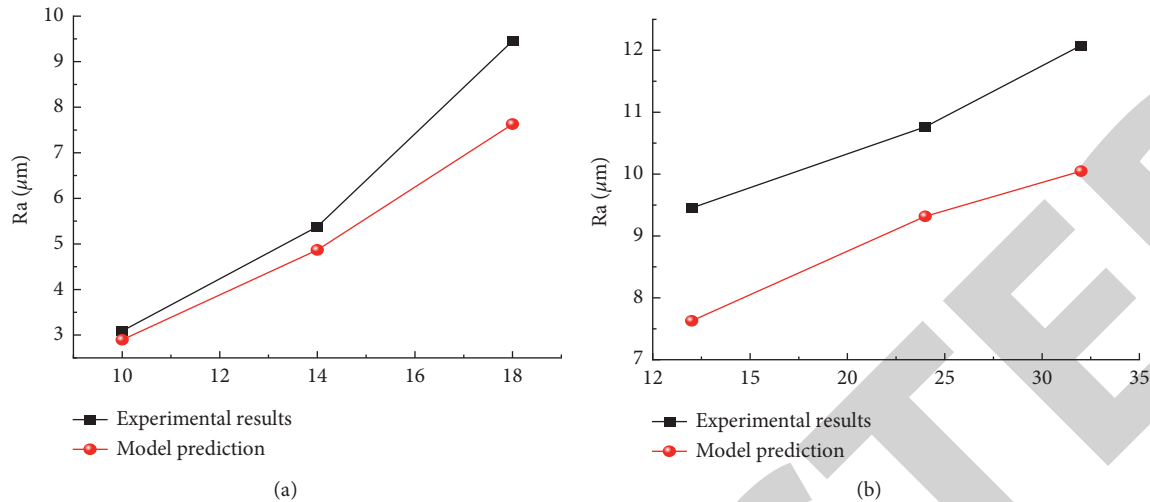 10
9
8
7
6
5
4
3
Ra (μm)
10 12 14 16 18
Experimental results
Model prediction
(a)
12
11
10
9
8
7
Ra (μm)
12 15 20 25 30 35
Experimental results
Model prediction
(b)